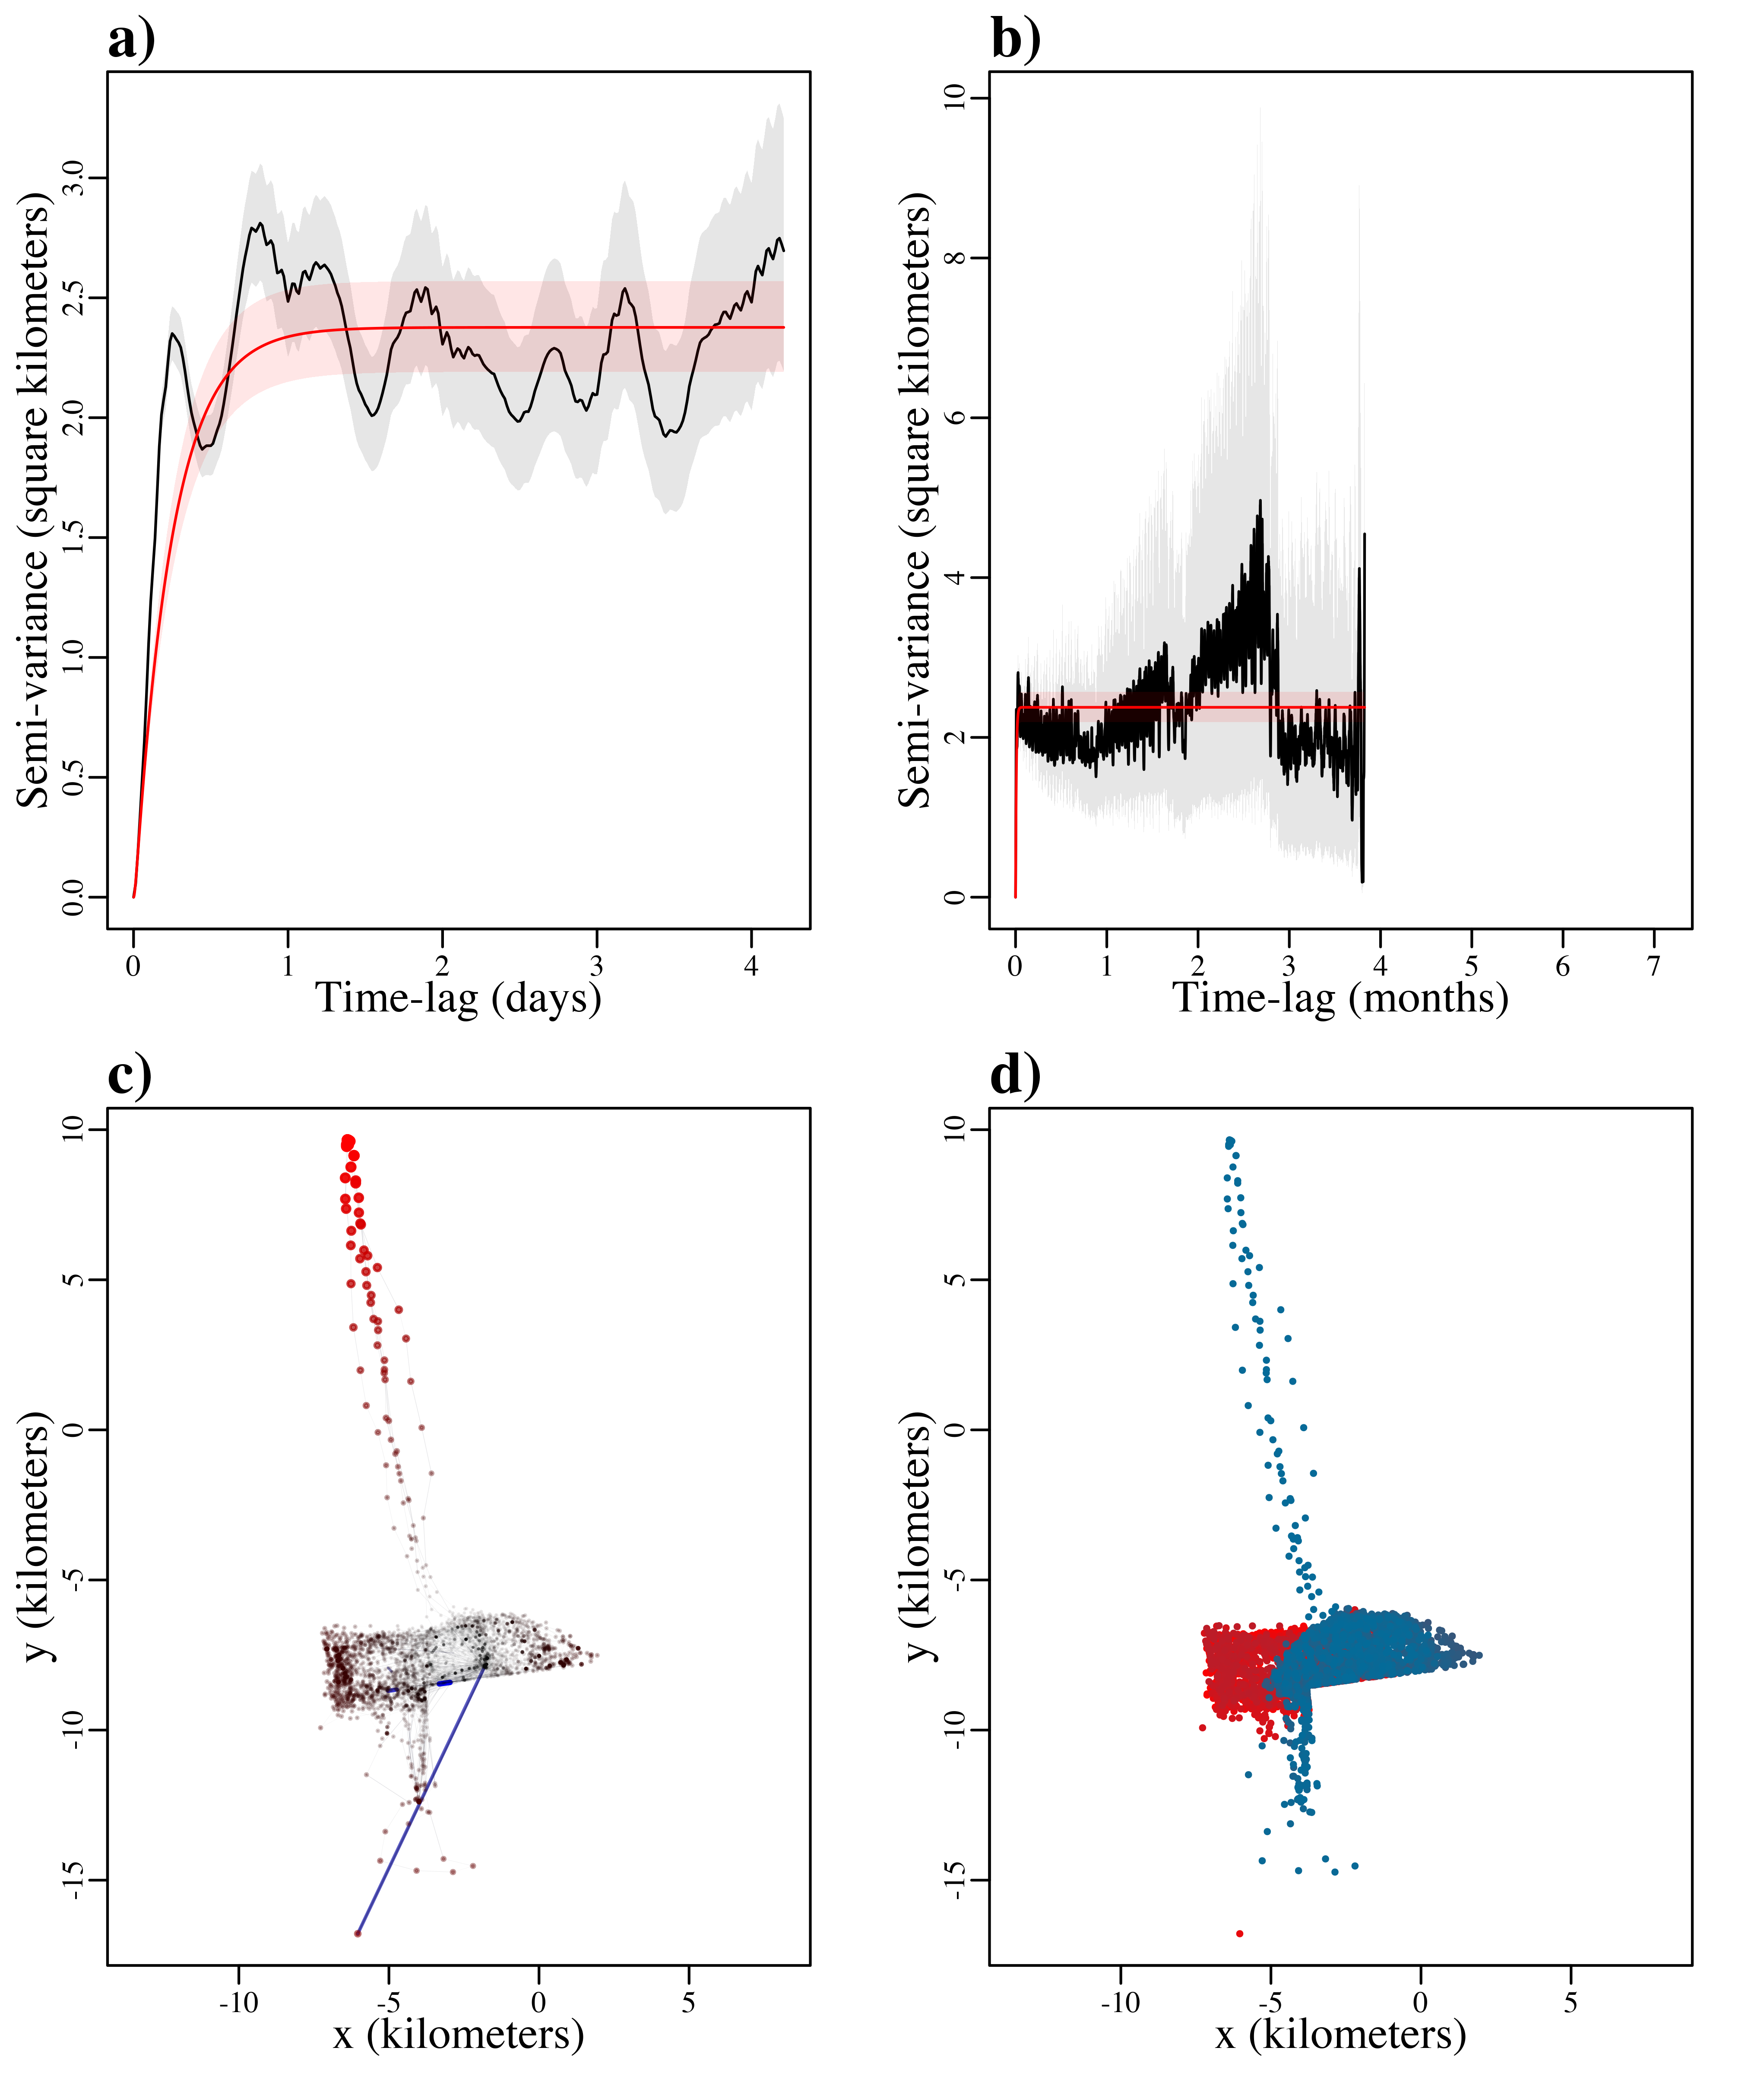 a)
Semi-variance (square kilometers)
0.0 0.5 1.0 1.5 2.0 2.5 3.0
0 1 2 3 4
Time-lag (days)
b)
Semi-variance (square kilometers)
0 2 4 6 8 10
0 1 2 3 4 5 6 7
Time-lag (months)
c)
y (kilometers)
-15 -10 -5 0 5 10
-10 -5 0 5
x (kilometers)
d)
y (kilometers)
-15 -10 -5 0 5 10
-10 -5 0 5
x (kilometers)